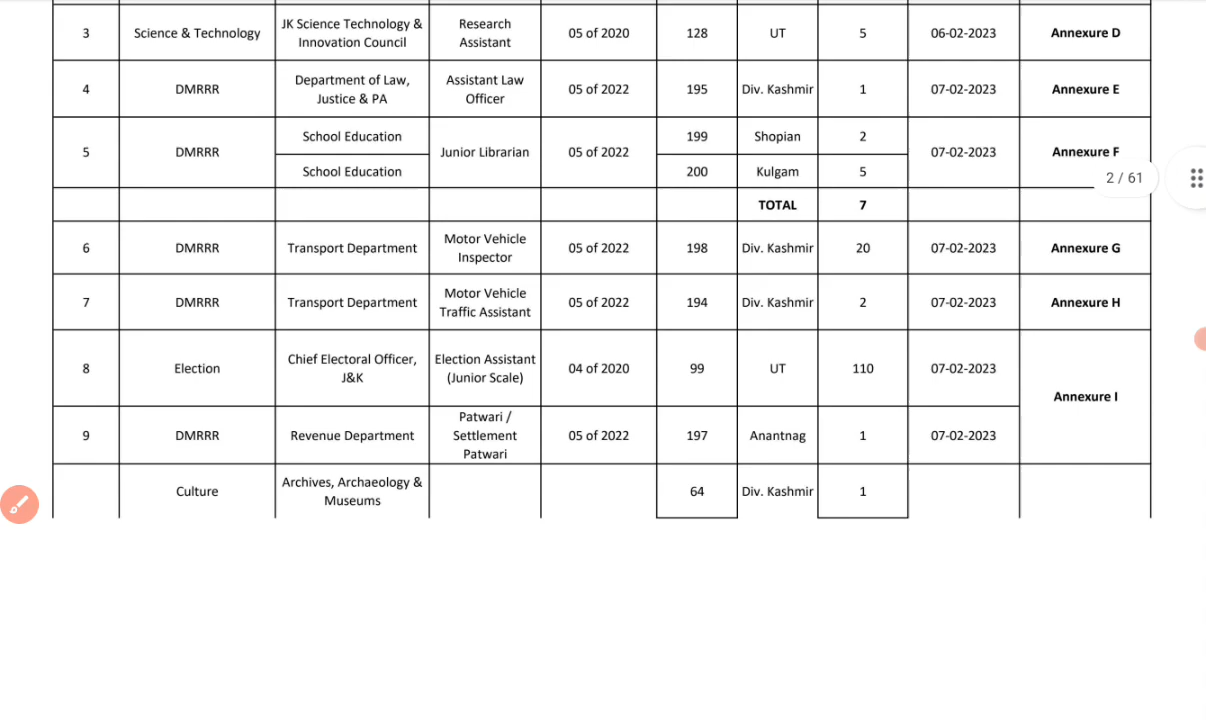 3 Science & Technology JK Science Technology & Innovation Council Research Assistant 05 of 2020 128 UT 5 06-02-2023 Annexure D
4 DMRRR Department of Law, Justice & PA Assistant Law Officer 05 of 2022 195 Div. Kashmir 1 07-02-2023 Annexure E
5 DMRRR School Education Junior Librarian 05 of 2022 199 Shopian 2 07-02-2023 Annexure F
School Education 200 Kulgam 5
2 / 61
TOTAL 7
6 DMRRR Transport Department Motor Vehicle Inspector 05 of 2022 198 Div. Kashmir 20 07-02-2023 Annexure G
7 DMRRR Transport Department Motor Vehicle Traffic Assistant 05 of 2022 194 Div. Kashmir 2 07-02-2023 Annexure H
8 Election Chief Electoral Officer, J&K Election Assistant (Junior Scale) 04 of 2020 99 UT 110 07-02-2023 Annexure I
9 DMRRR Revenue Department Patwari / Settlement Patwari 05 of 2022 197 Anantnag 1 07-02-2023
Culture Archives, Archaeology & Museums 64 Div. Kashmir 1